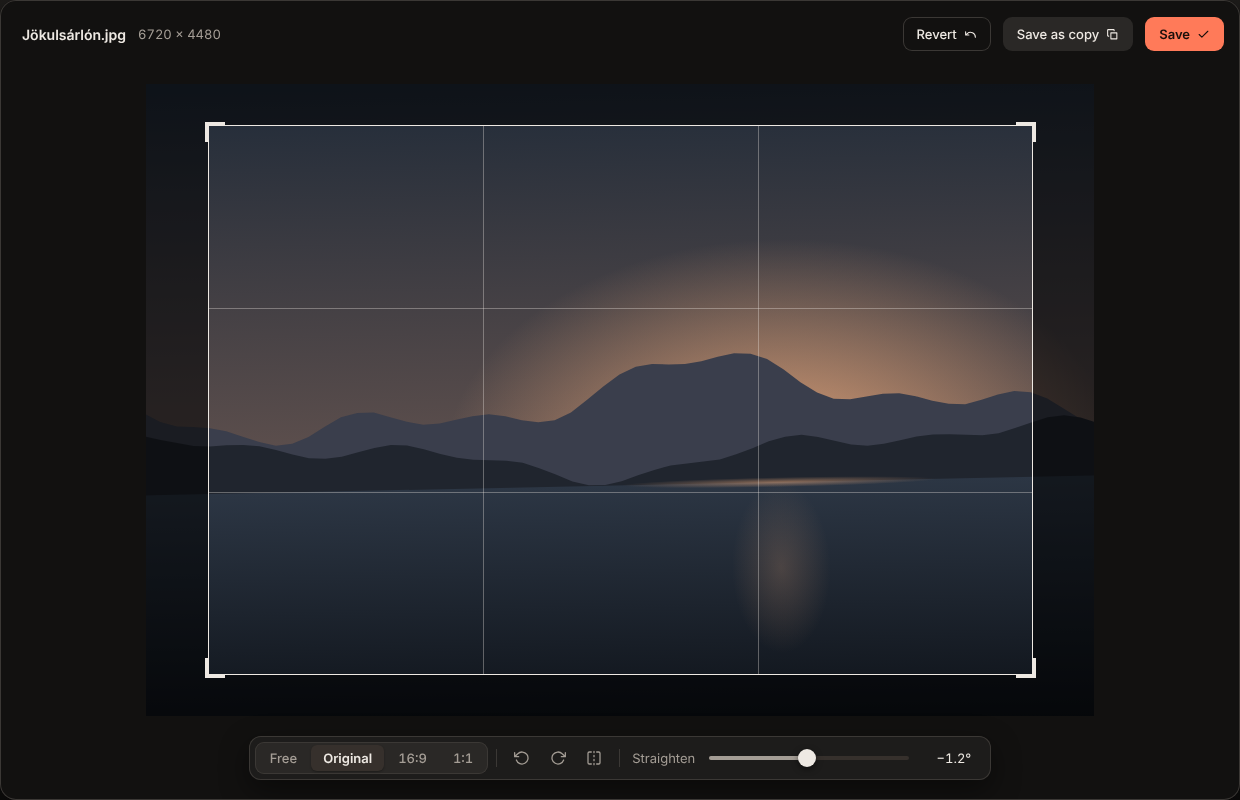 Jökulsárlón.jpg 6720 × 4480 Revert Save as copy Save
Free Original 16:9 1:1 Straighten −1.2°